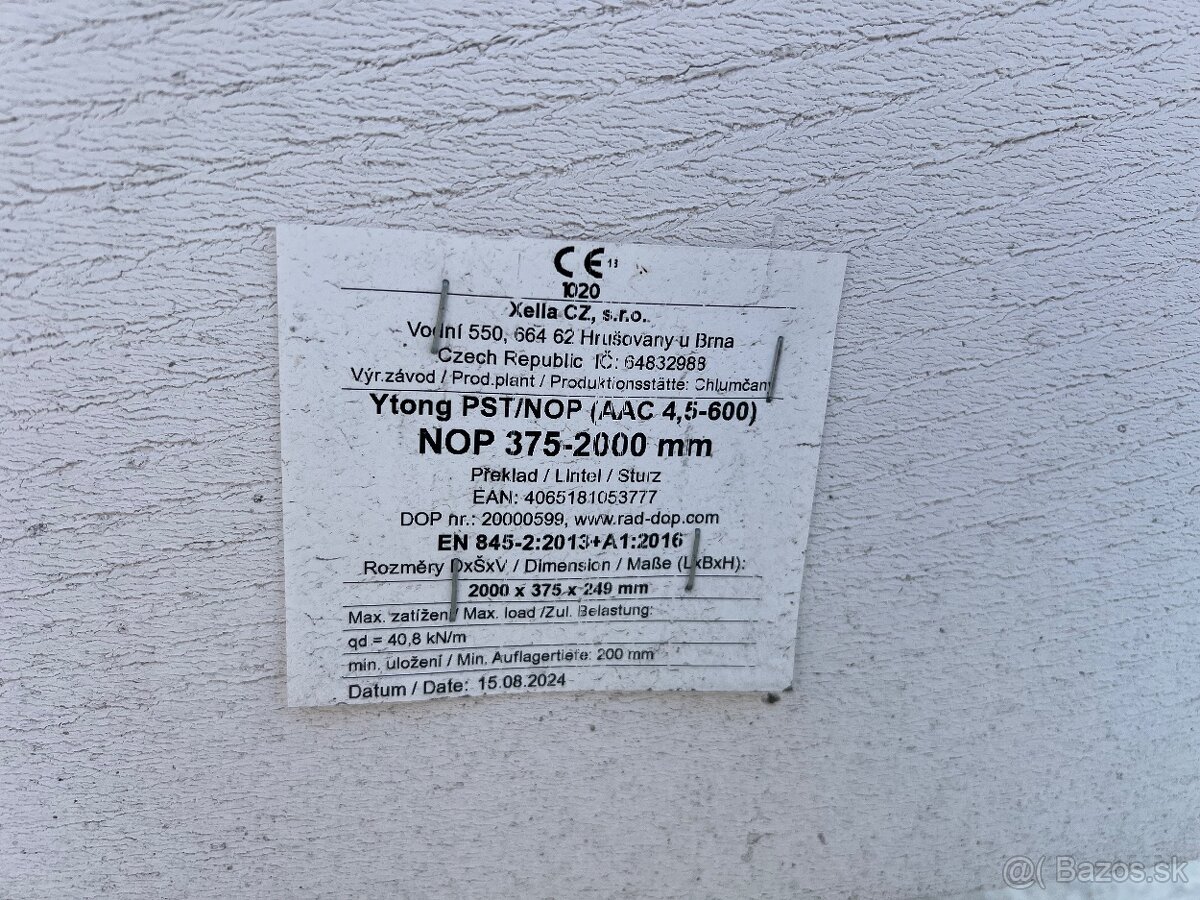 CE 13
1020
Xella CZ, s.r.o.
Vodní 550, 664 62 Hrušovany u Brna
Czech Republic IČ: 64832988
Výr.závod / Prod.plant / Produktionsstätte: Chlumčany
Ytong PST/NOP (AAC 4,5-600)
NOP 375-2000 mm
Překlad / Lintel / Sturz
EAN: 4065181053777
DOP nr.: 20000599, www.rad-dop.com
EN 845-2:2013+A1:2016
Rozměry DxŠxV / Dimension / Maße (LxBxH):
2000 x 375 x 249 mm
Max. zatížení / Max. load /Zul. Belastung:
qd = 40,8 kN/m
min. uložení / Min. Auflagertiefe: 200 mm
Datum / Date: 15.08.2024
@( Bazos.sk